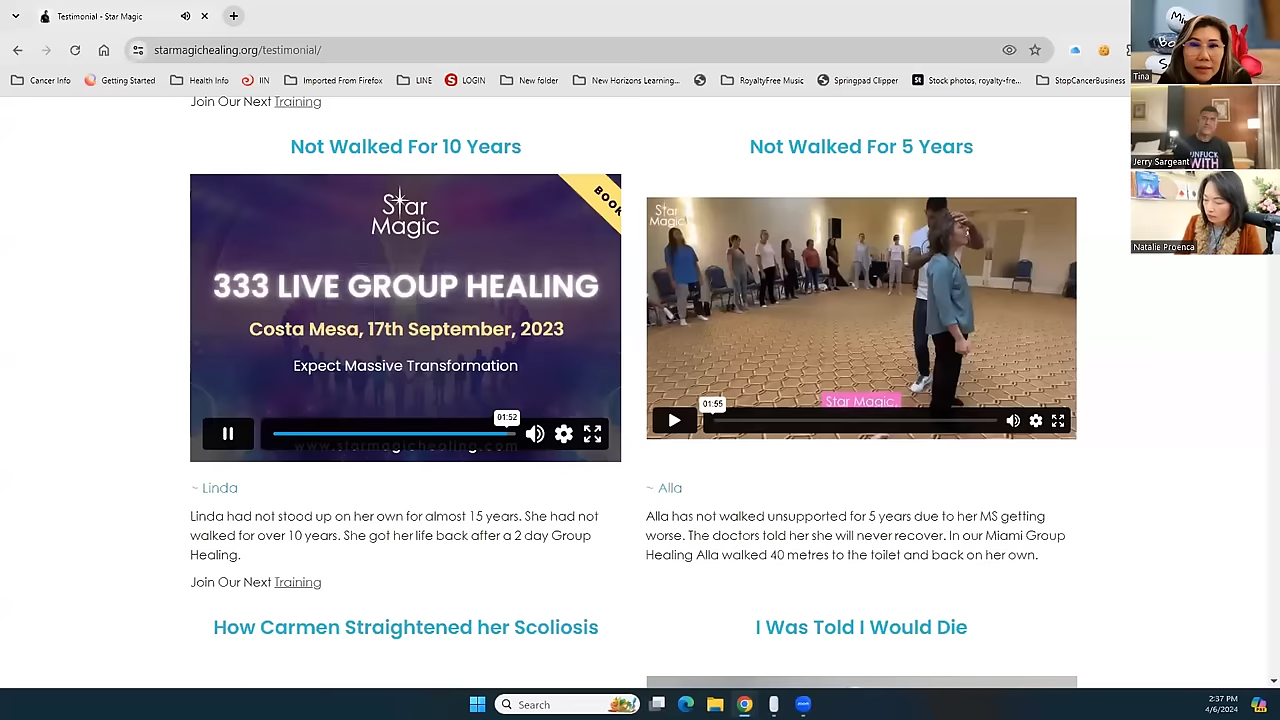 Testimonial - Star Magic
starmagichealing.org/testimonial/
Cancer Info
Getting Started
Health Info
IIN
Imported From Firefox
LINE
LOGIN
New folder
New Horizons Learning...
RoyaltyFree Music
Springpad Clipper
Stock photos, royalty-fre...
StopCancerBusiness
Tina
UNFUCK
WITH
Jerry Sargeant
Natalie Proenca
Join Our Next Training
Not Walked For 10 Years
Not Walked For 5 Years
BOOK
Star
Magic
333 LIVE GROUP HEALING
Costa Mesa, 17th September, 2023
Expect Massive Transformation
01:52
www.starmagichealing.com
Star
Magic
01:55
Star Magic.
~ Linda
Linda had not stood up on her own for almost 15 years. She had not
walked for over 10 years. She got her life back after a 2 day Group
Healing.
Join Our Next Training
~ Alla
Alla has not walked unsupported for 5 years due to her MS getting
worse. The doctors told her she will never recover. In our Miami Group
Healing Alla walked 40 metres to the toilet and back on her own.
How Carmen Straightened her Scoliosis
I Was Told I Would Die
Search
zoom
2:37 PM
4/6/2024